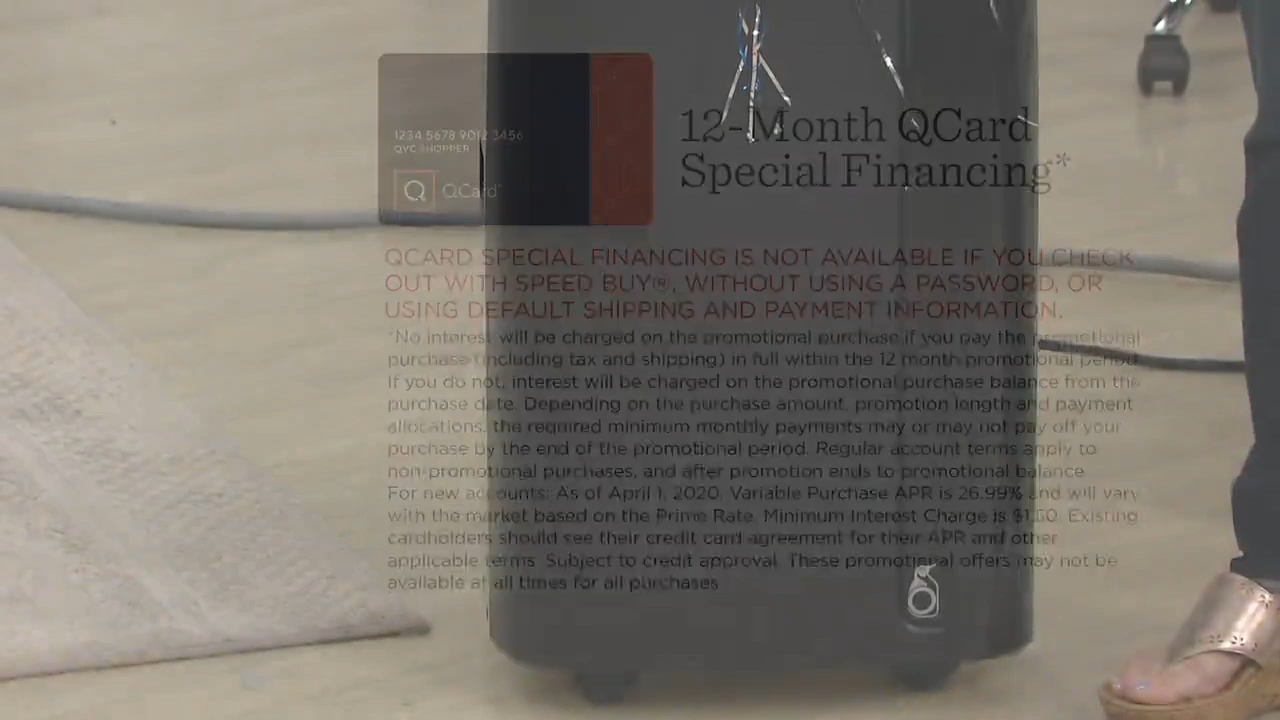 1234 5678 9012 3456
QVC SHOPPER
Q QCard
12-Month QCard
Special Financing*
QCARD SPECIAL FINANCING IS NOT AVAILABLE IF YOU CHECK
OUT WITH SPEED BUY®, WITHOUT USING A PASSWORD, OR
USING DEFAULT SHIPPING AND PAYMENT INFORMATION.
*No interest will be charged on the promotional purchase if you pay the promotional
purchase (including tax and shipping) in full within the 12 month promotional period.
If you do not, interest will be charged on the promotional purchase balance from the
purchase date. Depending on the purchase amount, promotion length and payment
allocations, the required minimum monthly payments may or may not pay off your
purchase by the end of the promotional period. Regular account terms apply to
non-promotional purchases, and after promotion ends to promotional balance.
For new accounts: As of April 1, 2020, Variable Purchase APR is 26.99% and will vary
with the market based on the Prime Rate. Minimum Interest Charge is $1.50. Existing
cardholders should see their credit card agreement for their APR and other
applicable terms. Subject to credit approval. These promotional offers may not be
available at all times for all purchases.